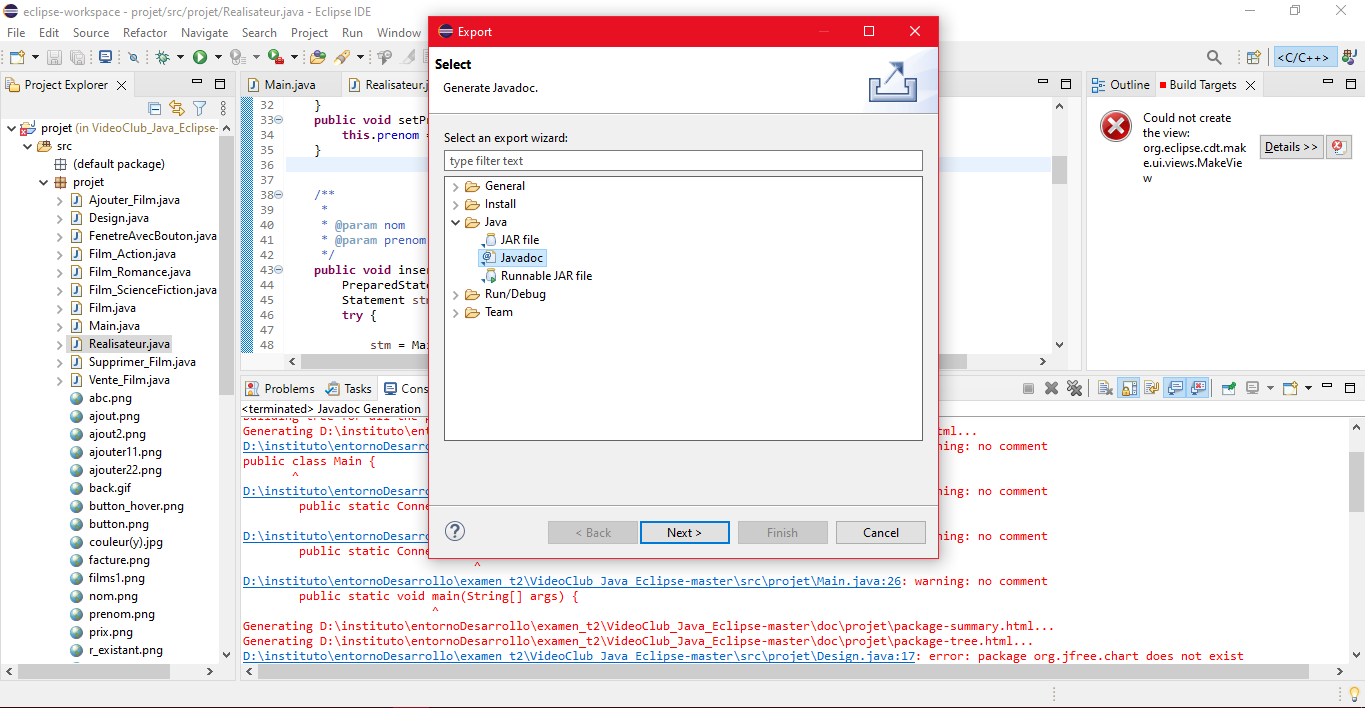 eclipse-workspace - projet/src/projet/Realisateur.java - Eclipse IDE
File Edit Source Refactor Navigate Search Project Run Window
<C/C++>
Project Explorer
projet (in VideoClub_Java_Eclipse-
src
(default package)
projet
Ajouter_Film.java
Design.java
FenetreAvecBouton.java
Film_Action.java
Film_Romance.java
Film_ScienceFiction.java
Film.java
Main.java
Realisateur.java
Supprimer_Film.java
Vente_Film.java
abc.png
ajout.png
ajout2.png
ajouter11.png
ajouter22.png
back.gif
button_hover.png
button.png
couleur(y).jpg
facture.png
films1.png
nom.png
prenom.png
prix.png
r_existant.png
Main.java
Realisateur.j
32 }
33 public void setP
34 this.prenom =
35 }
36
37
38 /**
39 *
40 * @param nom
41 * @param prenom
42 */
43 public void inser
44 PreparedState
45 Statement stm
46 try {
47
48 stm = Mai
Export
Select
Generate Javadoc.
Select an export wizard:
type filter text
General
Install
Java
JAR file
Javadoc
Runnable JAR file
Run/Debug
Team
?
< Back
Next >
Finish
Cancel
Outline
Build Targets
Could not create
the view:
org.eclipse.cdt.mak
e.ui.views.MakeVie
w
Details >>
Problems
Tasks
Cons
<terminated> Javadoc Generation
Building tree for all the p
Generating D:\instituto\ent ml...
D:\instituto\entornoDesarro ning: no comment
public class Main {
^
D:\instituto\entornoDesarro ning: no comment
public static Conne
D:\instituto\entornoDesarro ning: no comment
public static Conne
^
D:\instituto\entornoDesarrollo\examen_t2\VideoClub_Java_Eclipse-master\src\projet\Main.java:26: warning: no comment
public static void main(String[] args) {
^
Generating D:\instituto\entornoDesarrollo\examen_t2\VideoClub_Java_Eclipse-master\doc\projet\package-summary.html...
Generating D:\instituto\entornoDesarrollo\examen_t2\VideoClub_Java_Eclipse-master\doc\projet\package-tree.html...
D:\instituto\entornoDesarrollo\examen_t2\VideoClub_Java_Eclipse-master\src\projet\Design.java:17: error: package org.jfree.chart does not exist